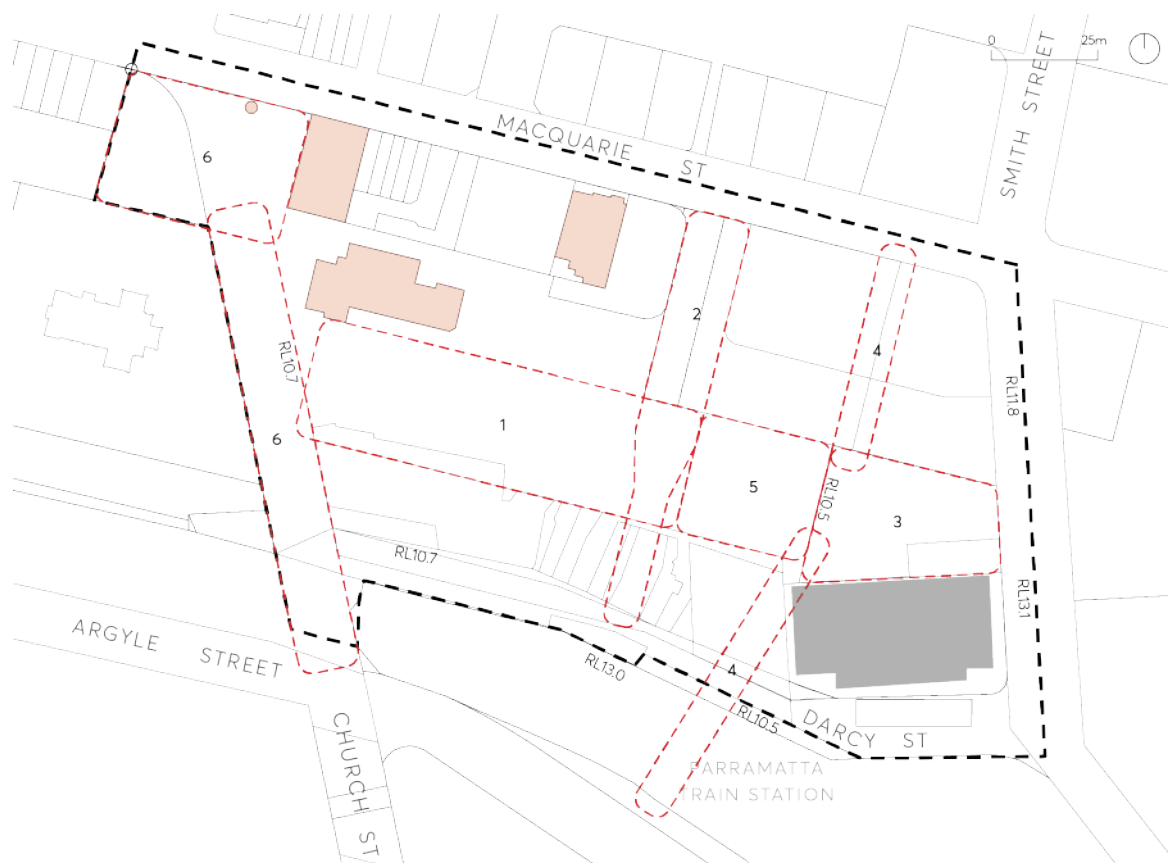 0 25m
SMITH STREET
MACQUARIE ST
6
2
4
RL10.7
RL11.8
1
6
5
RL10.5
3
RL10.7
RL13.1
ARGYLE STREET
RL13.0
4
RL10.5
DARCY ST
CHURCH ST
PARRAMATTA
TRAIN STATION